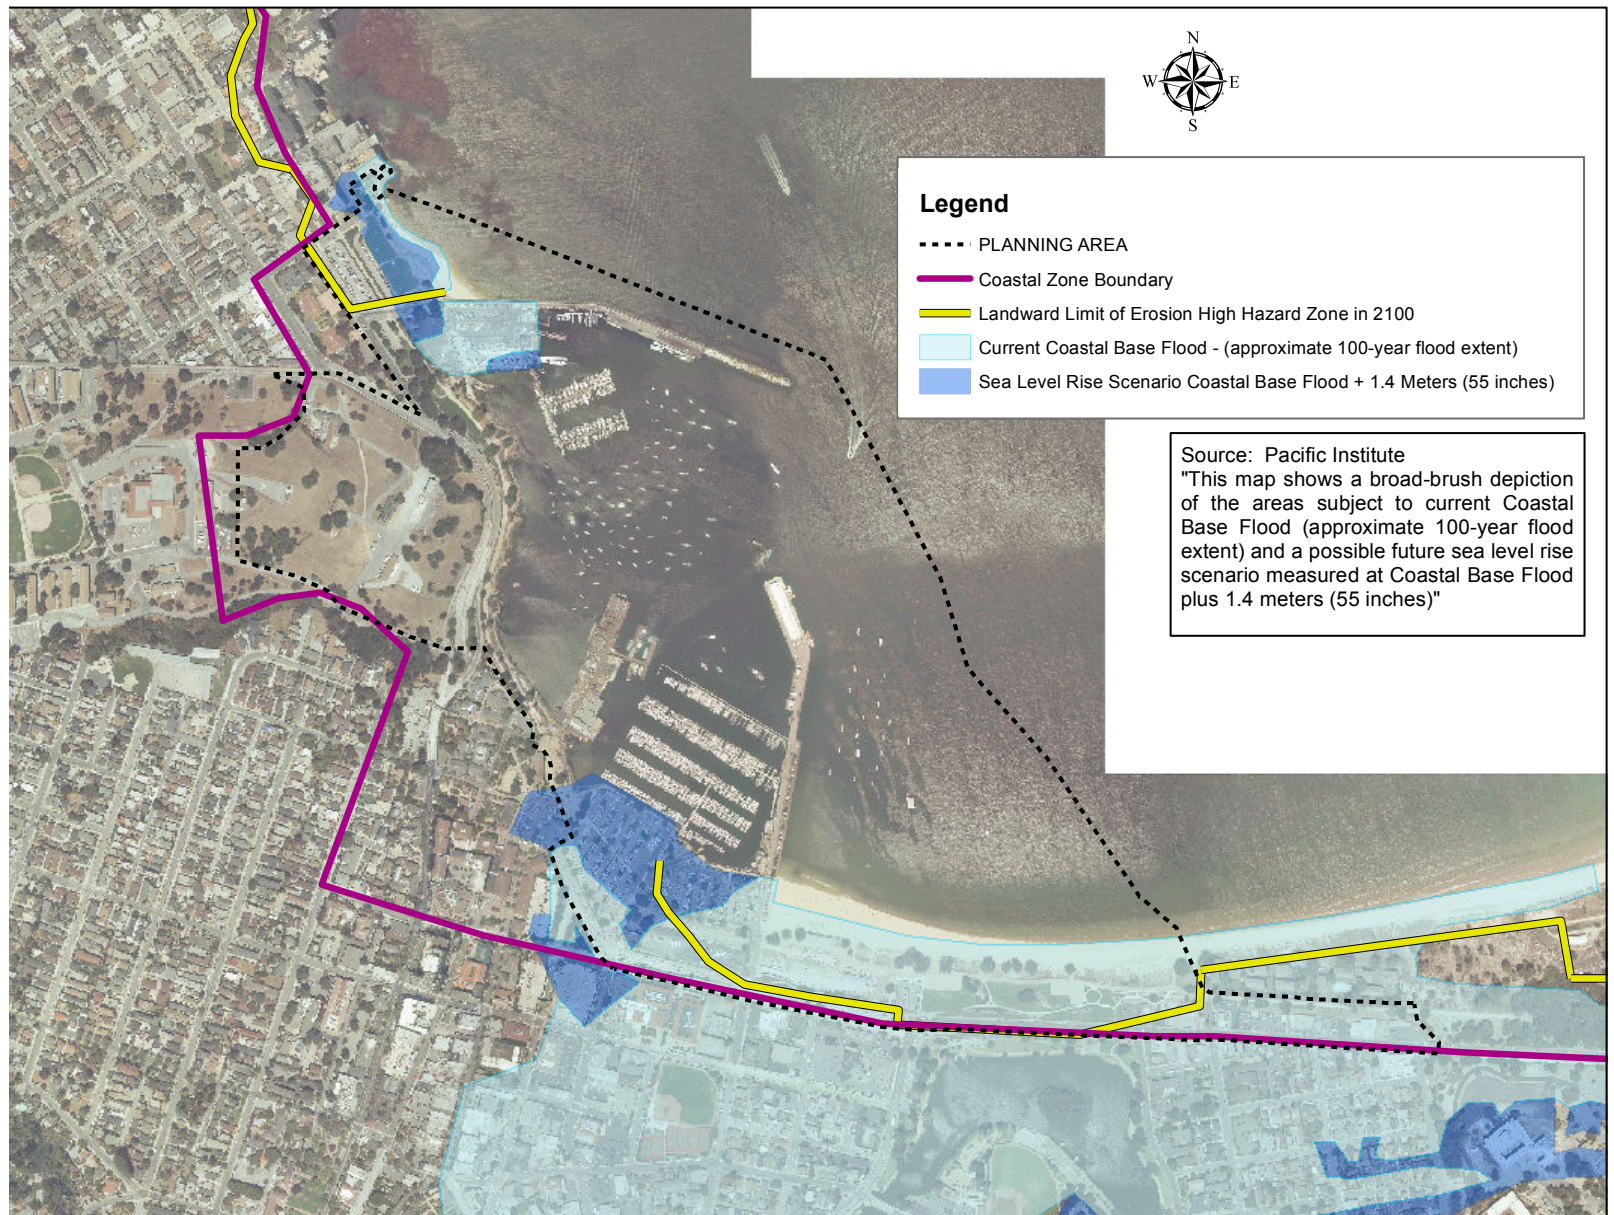 N
W E
S
Legend
PLANNING AREA
Coastal Zone Boundary
Landward Limit of Erosion High Hazard Zone in 2100
Current Coastal Base Flood - (approximate 100-year flood extent)
Sea Level Rise Scenario Coastal Base Flood + 1.4 Meters (55 inches)
Source: Pacific Institute
"This map shows a broad-brush depiction
of the areas subject to current Coastal
Base Flood (approximate 100-year flood
extent) and a possible future sea level rise
scenario measured at Coastal Base Flood
plus 1.4 meters (55 inches)"